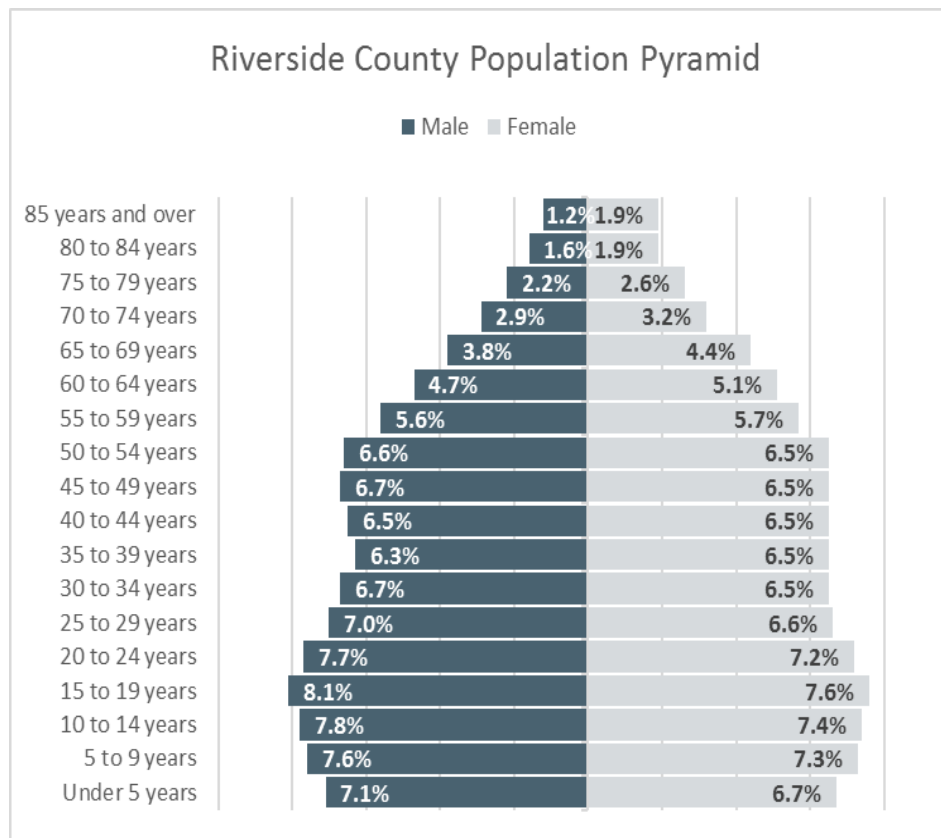 Riverside County Population Pyramid
Male Female
85 years and over 1.2% 1.9%
80 to 84 years 1.6% 1.9%
75 to 79 years 2.2% 2.6%
70 to 74 years 2.9% 3.2%
65 to 69 years 3.8% 4.4%
60 to 64 years 4.7% 5.1%
55 to 59 years 5.6% 5.7%
50 to 54 years 6.6% 6.5%
45 to 49 years 6.7% 6.5%
40 to 44 years 6.5% 6.5%
35 to 39 years 6.3% 6.5%
30 to 34 years 6.7% 6.5%
25 to 29 years 7.0% 6.6%
20 to 24 years 7.7% 7.2%
15 to 19 years 8.1% 7.6%
10 to 14 years 7.8% 7.4%
5 to 9 years 7.6% 7.3%
Under 5 years 7.1% 6.7%